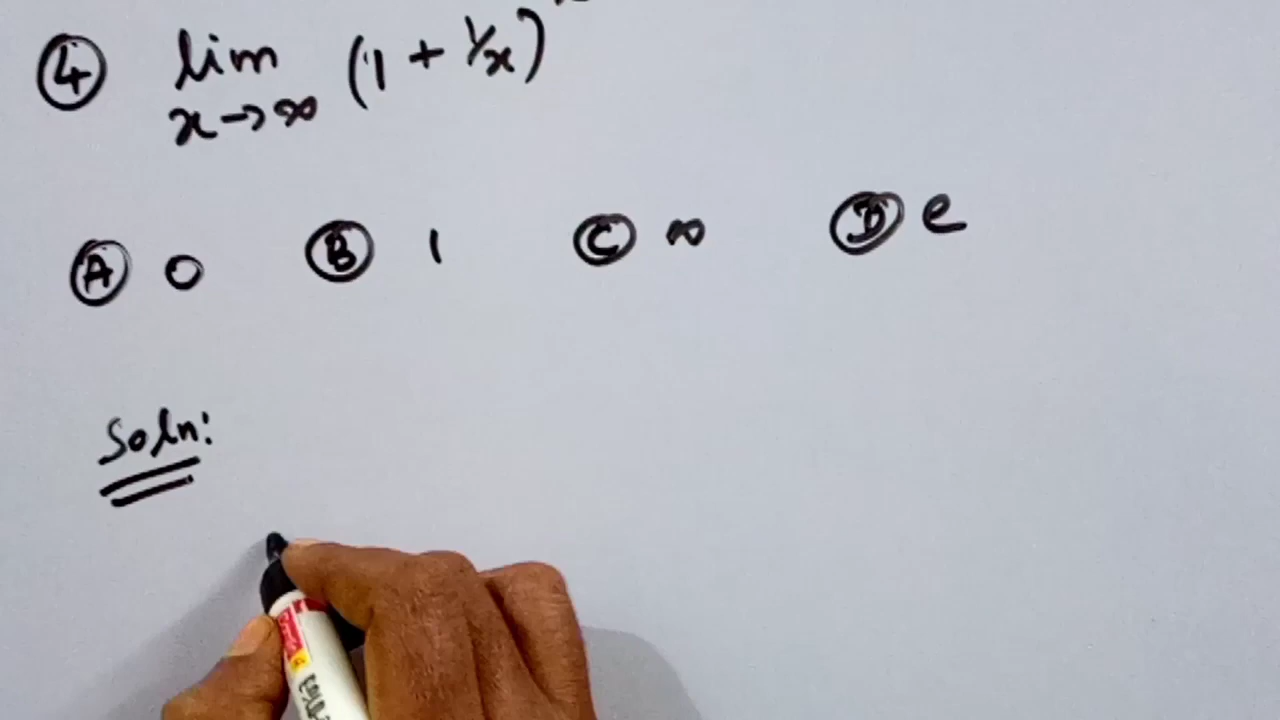 ④ lim (1 + 1/x)
x→∞
Ⓐ 0 Ⓑ 1 Ⓒ ∞ Ⓓ e
Soln: